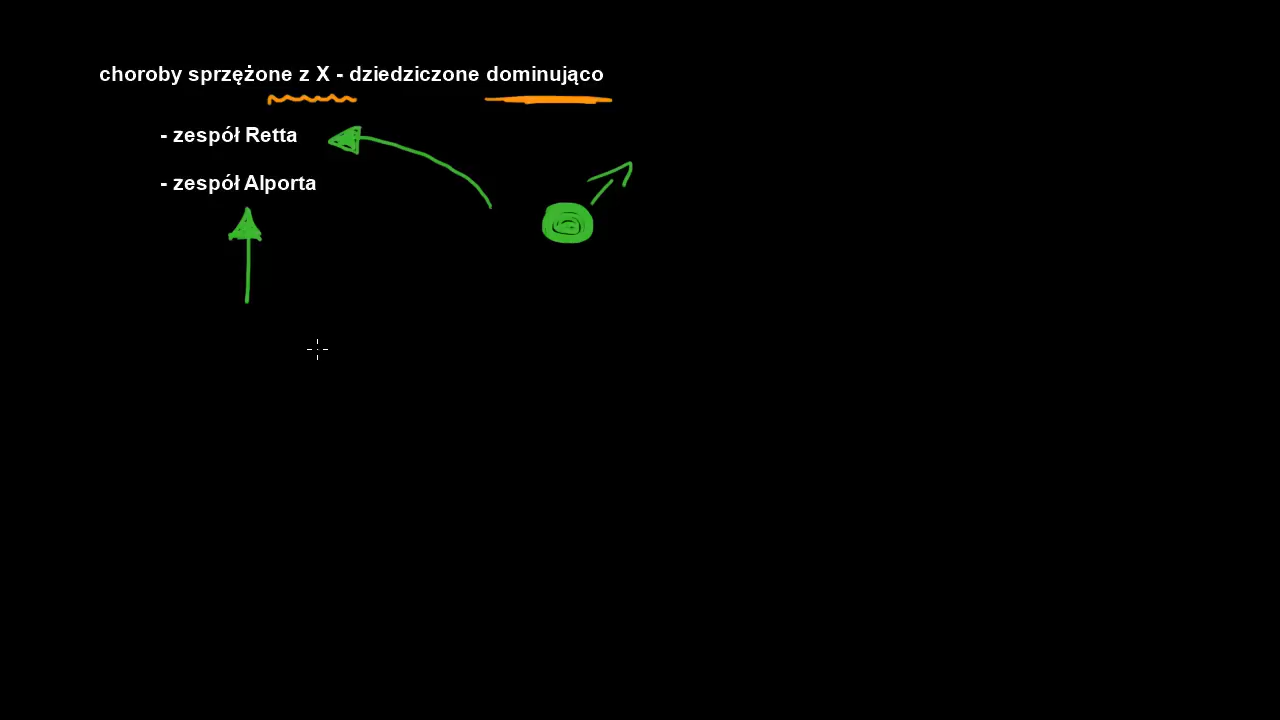 choroby sprzężone z X - dziedziczone dominująco
- zespół Retta
- zespół Alporta